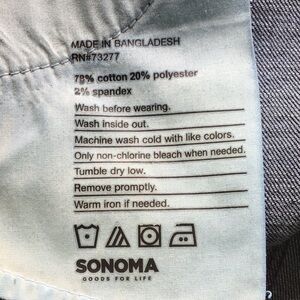 MADE IN BANGLADESH
RN#73277
78% cotton 20% polyester
2% spandex
Wash before wearing.
Wash inside out.
Machine wash cold with like colors.
Only non-chlorine bleach when needed.
Tumble dry low.
Remove promptly.
Warm iron if needed.
SONOMA
GOODS FOR LIFE